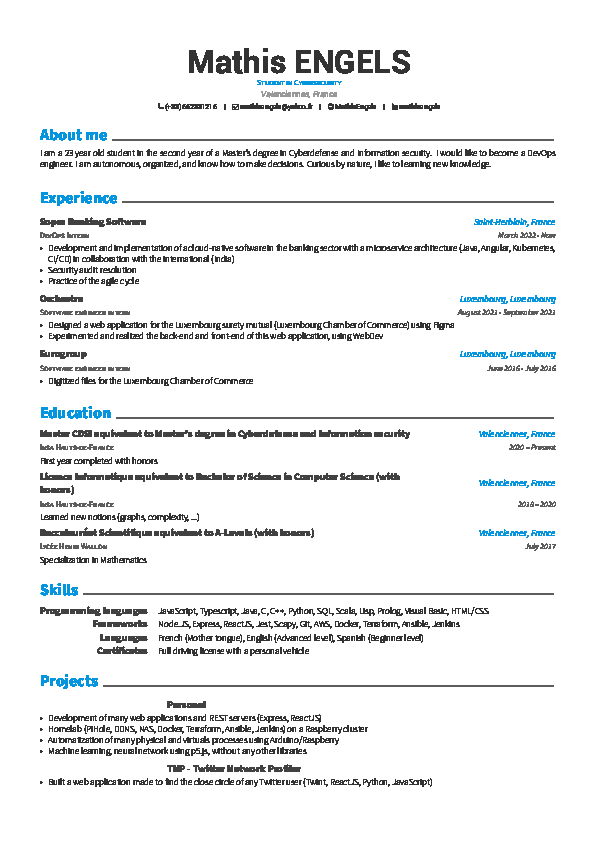 Mathis ENGELS
Student in Cybersecurity
Valenciennes, France
MathisEngels
About me
I am a 23 year old student in the second year of a Master's degree in Cyberdefense and Information security. I would like to become a DevOps
engineer. I am autonomous, organized, and know how to make decisions. Curious by nature, I like to learning new knowledge.
Experience
Sopra Banking Software Saint-Herblain, France
DevOps Intern March 2022 - Now
• Development and implementation of a cloud-native software in the banking sector with a microservice architecture (Java, Angular, Kubernetes,
CI/CD) in collaboration with the international (India)
• Security audit resolution
• Practice of the agile cycle
Orchestra Luxembourg, Luxembourg
Software engineer intern August 2021 - September 2021
• Designed a web application for the Luxembourg surety mutual (Luxembourg Chamber of Commerce) using Figma
• Experimented and realized the back-end and front-end of this web application, using WebDev
Eurogroup Luxembourg, Luxembourg
Software engineer intern June 2016 - July 2016
• Digitized files for the Luxembourg Chamber of Commerce
Education
Master CDSI equivalent to Master's degree in Cyberdefense and Information security Valenciennes, France
Insa Hauts-de-France 2020 – Present
First year completed with honors
Licence Informatique equivalent to Bachelor of Science in Computer Science (with
honors) Valenciennes, France
Insa Hauts-de-France 2018 – 2020
Learned new notions (graphs, complexity, ...)
Baccalauréat Scientifique equivalent to A-Levels (with honors) Valenciennes, France
Lycée Henri Wallon July 2017
Specialization in Mathematics
Skills
Programming languages JavaScript, Typescript, Java, C, C++, Python, SQL, Scala, Lisp, Prolog, Visual Basic, HTML/CSS
Frameworks NodeJS, Express, ReactJS, Jest, Scapy, Git, AWS, Docker, Terraform, Ansible, Jenkins
Languages French (Mother tongue), English (Advanced level), Spanish (Beginner level)
Certificates Full driving license with a personal vehicle
Projects
Personal
• Development of many web applications and REST servers (Express, ReactJS)
• Homelab (PiHole, DDNS, NAS, Docker, Terraform, Ansible, Jenkins) on a Raspberry cluster
• Automatization of many physical and virtuals processes using Arduino/Raspberry
• Machine learning, neural network using p5.js, without any other libraries
TNP - Twitter Network Profiler
• Built a web application made to find the close circle of any Twitter user (Twint, ReactJS, Python, JavaScript)